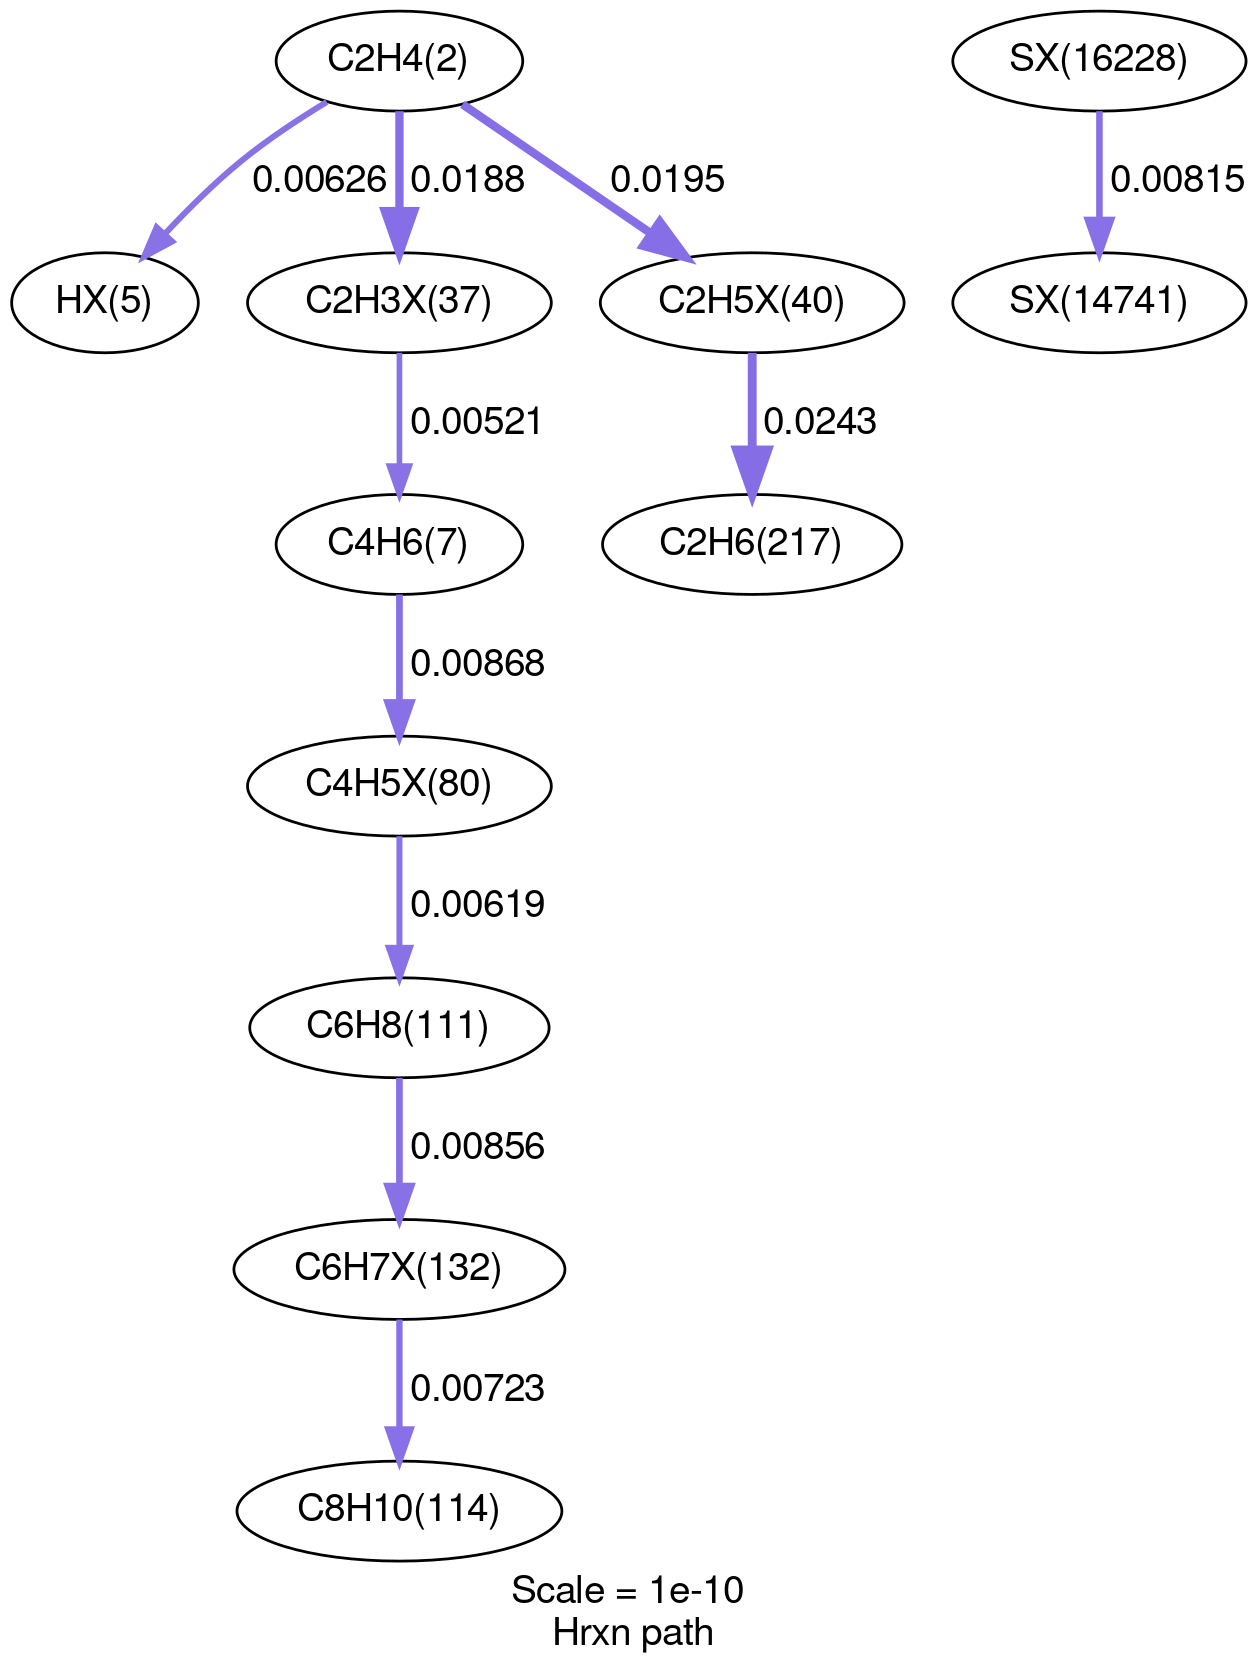 C2H4(2)
SX(16228)
0.00626
0.0188
0.0195
0.00815
HX(5)
C2H3X(37)
C2H5X(40)
SX(14741)
0.00521
0.0243
C4H6(7)
C2H6(217)
0.00868
C4H5X(80)
0.00619
C6H8(111)
0.00856
C6H7X(132)
0.00723
C8H10(114)
Scale = 1e-10
Hrxn path